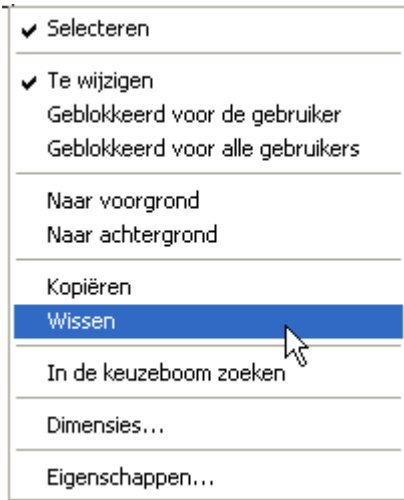 Selecteren
Te wijzigen
Geblokkeerd voor de gebruiker
Geblokkeerd voor alle gebruikers
Naar voorgrond
Naar achtergrond
Kopiëren
Wissen
In de keuzeboom zoeken
Dimensies...
Eigenschappen...